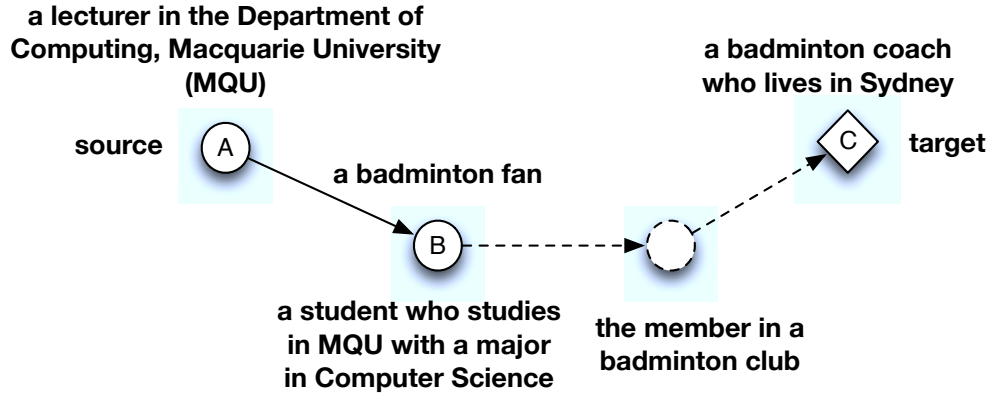 a lecturer in the Department of
Computing, Macquarie University
(MQU)
a badminton coach
who lives in Sydney
source
A
C
target
a badminton fan
B
a student who studies
in MQU with a major
in Computer Science
the member in a
badminton club